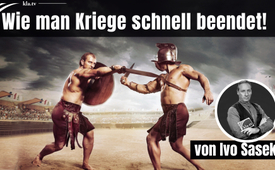 kla.tv
Wie man Kriege schnell beendet!
von Ivo Sasek